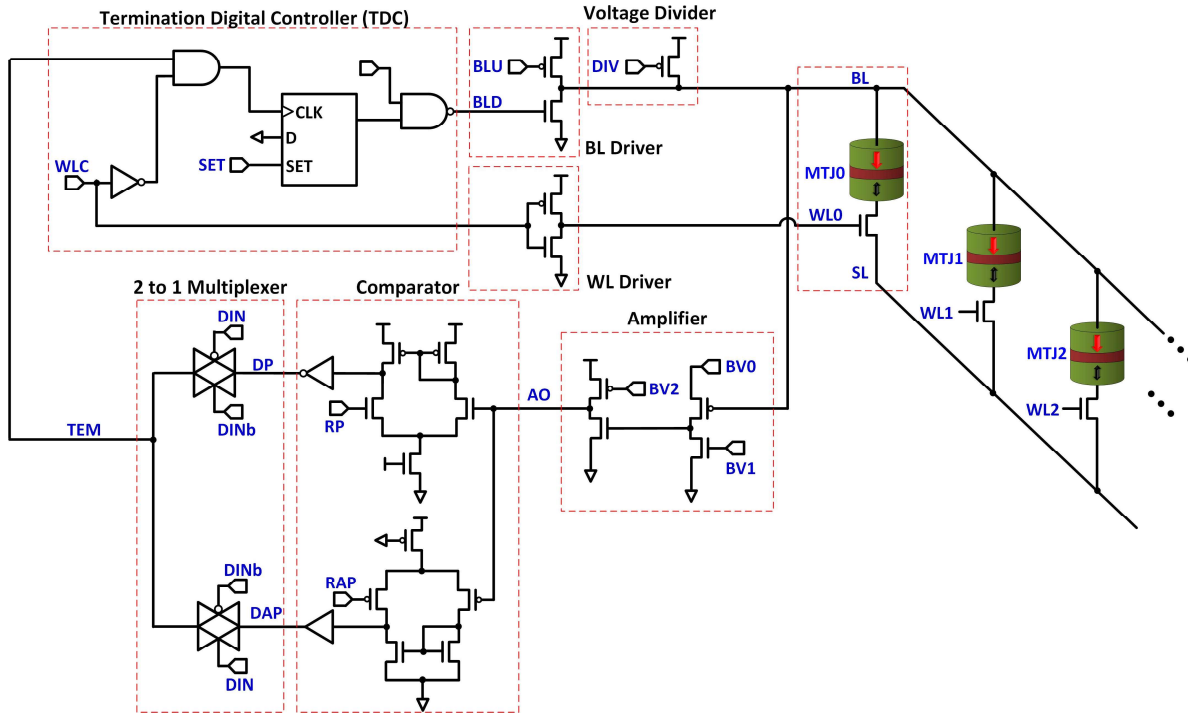 Termination Digital Controller (TDC)
Voltage Divider
BLU
DIV
BL
BLD
CLK
D
SET
SET
WLC
BL Driver
MTJ0
WL0
MTJ1
SL
WL Driver
2 to 1 Multiplexer
Comparator
Amplifier
WL1
DIN
MTJ2
DP
BV2
BV0
AO
WL2
RP
DINb
TEM
BV1
DINb
RAP
DAP
DIN